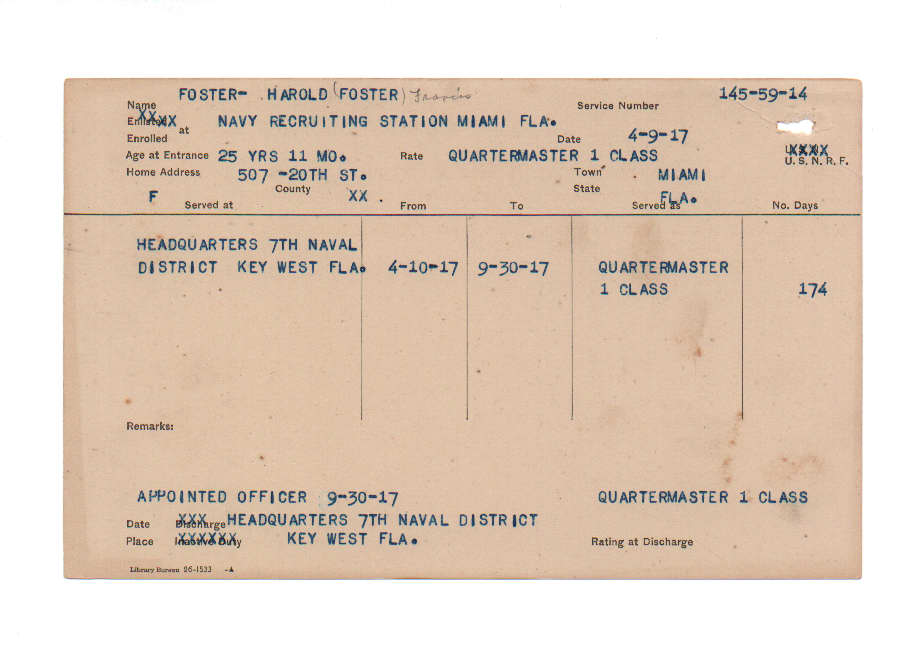 FOSTER- HAROLD (FOSTER) Francis 145-59-14
Name Service Number
Enlisted XXXX
at NAVY RECRUITING STATION MIAMI FLA.
Enrolled Date 4-9-17
Age at Entrance 25 YRS 11 MO. Rate QUARTERMASTER 1 CLASS XXXX
U. S. N. R. F.
Home Address 507 -20TH ST. Town MIAMI
County XX State FLA.
F Served at From To Served as No. Days
HEADQUARTERS 7TH NAVAL
DISTRICT KEY WEST FLA. 4-10-17 9-30-17 QUARTERMASTER
1 CLASS 174
Remarks:
APPOINTED OFFICER 9-30-17 QUARTERMASTER 1 CLASS
Date XXX Discharge HEADQUARTERS 7TH NAVAL DISTRICT
Place XXXXXX Inactive Duty KEY WEST FLA. Rating at Discharge
Library Bureau 26-1533 -A